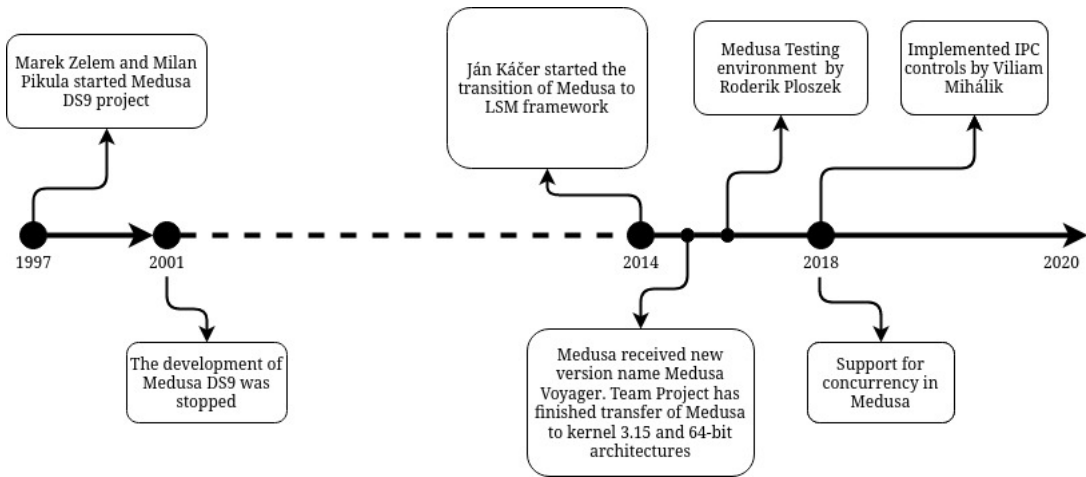 Marek Zelem and Milan
Pikula started Medusa
DS9 project
Ján Káčer started the
transition of Medusa to
LSM framework
Medusa Testing
environment by
Roderik Ploszek
Implemented IPC
controls by Viliam
Mihálik
1997
2001
2014
2018
2020
The development of
Medusa DS9 was
stopped
Medusa received new
version name Medusa
Voyager. Team Project has
finished transfer of Medusa
to kernel 3.15 and 64-bit
architectures
Support for
concurrency in
Medusa